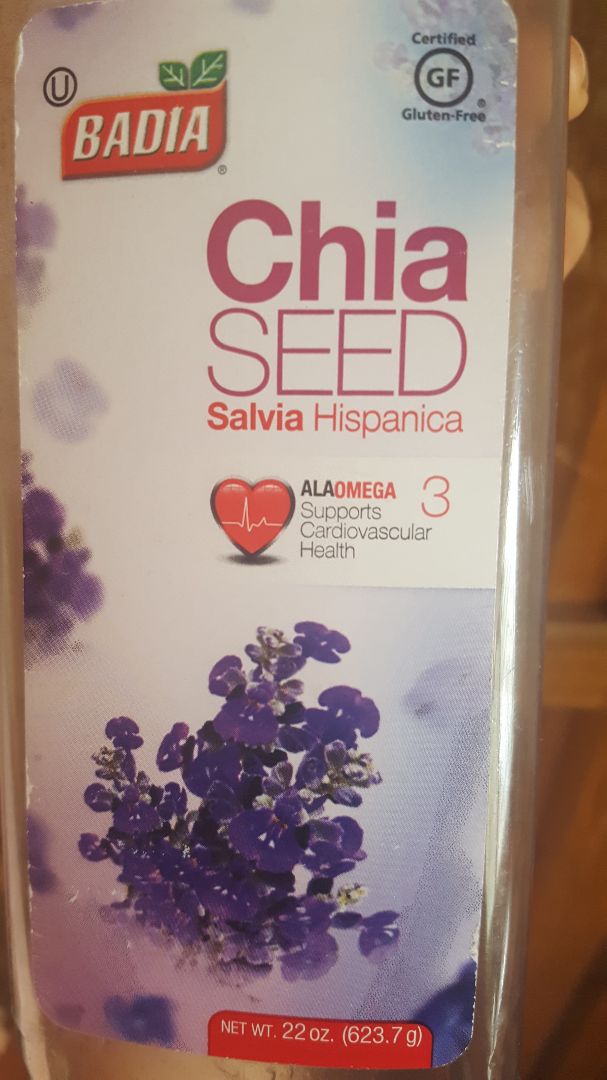 Certified
GF
®
Gluten-Free
U
BADIA
®
Chia
SEED
Salvia Hispanica
ALAOMEGA 3
Supports
Cardiovascular
Health
NET WT. 22 oz. (623.7 g)